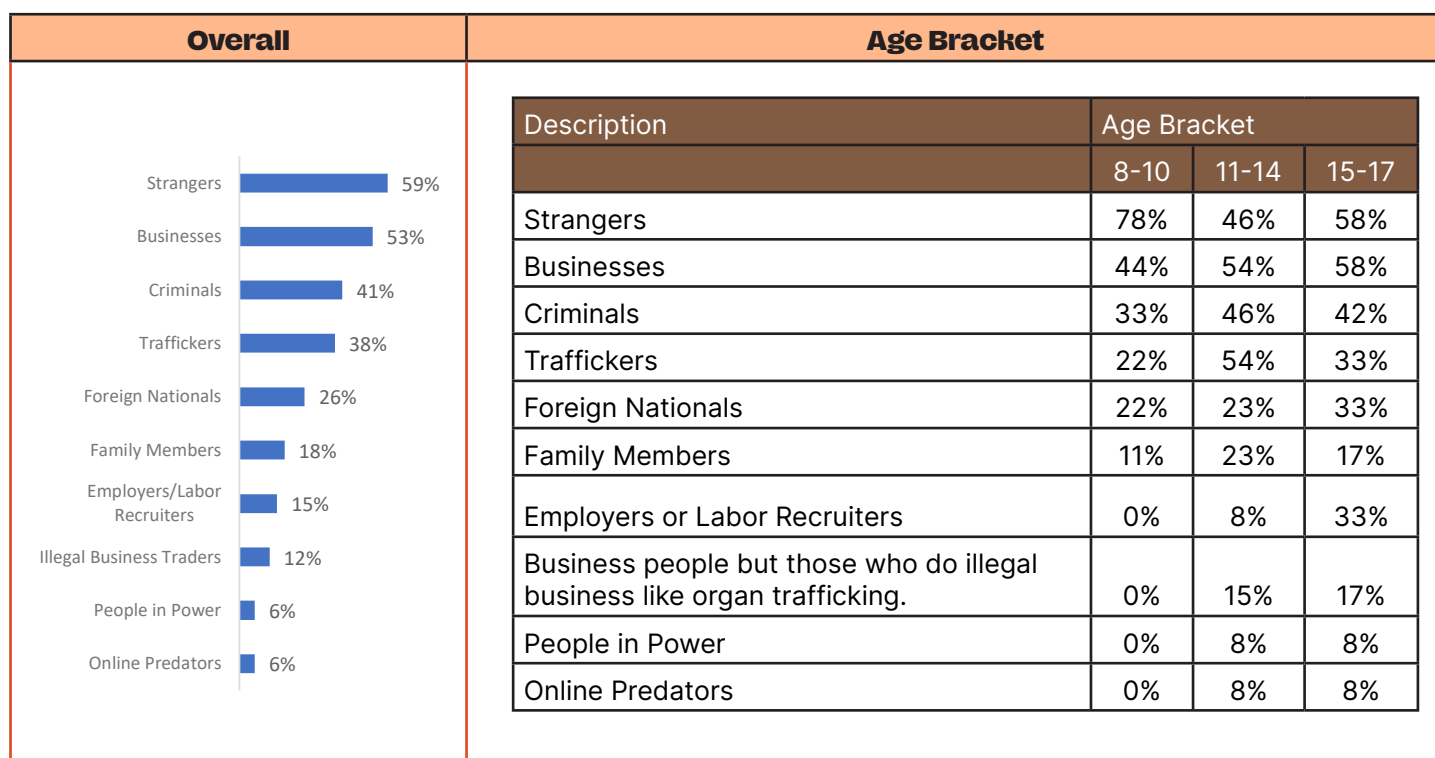 Overall
Age Bracket
Strangers 59%
Businesses 53%
Criminals 41%
Traffickers 38%
Foreign Nationals 26%
Family Members 18%
Employers/Labor
Recruiters 15%
Illegal Business Traders 12%
People in Power 6%
Online Predators 6%
Description Age Bracket
8-10 11-14 15-17
Strangers 78% 46% 58%
Businesses 44% 54% 58%
Criminals 33% 46% 42%
Traffickers 22% 54% 33%
Foreign Nationals 22% 23% 33%
Family Members 11% 23% 17%
Employers or Labor Recruiters 0% 8% 33%
Business people but those who do illegal
business like organ trafficking. 0% 15% 17%
People in Power 0% 8% 8%
Online Predators 0% 8% 8%